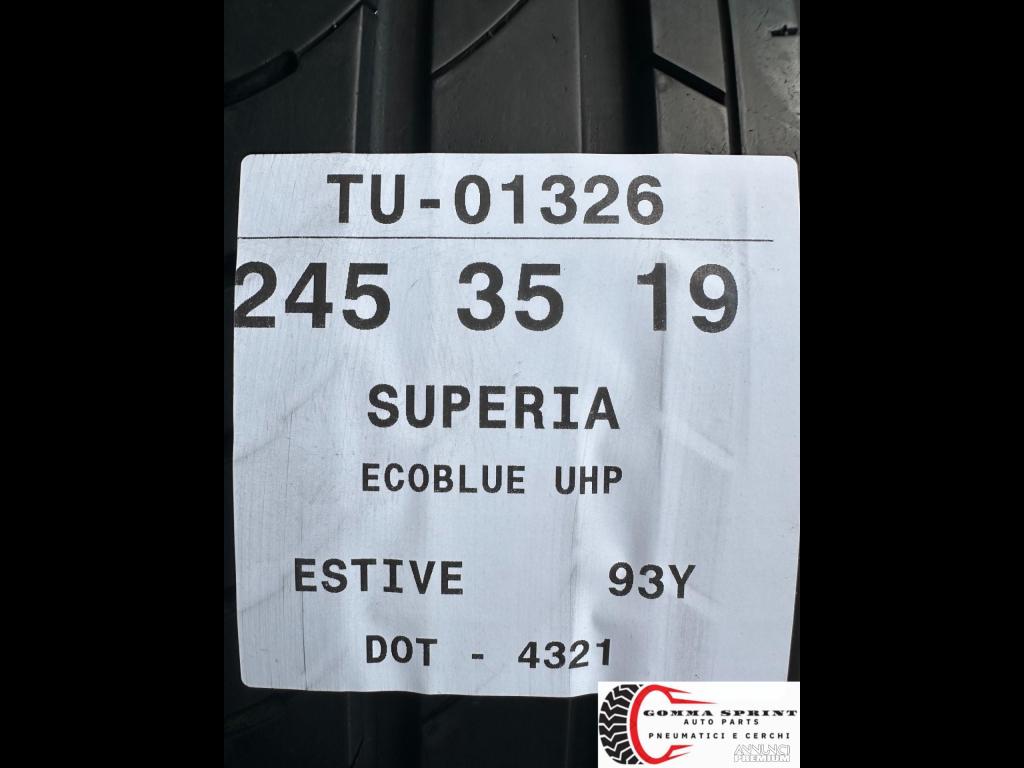 TU-01326
245 35 19
SUPERIA
ECOBLUE UHP
ESTIVE 93Y
DOT - 4321
GOMMA SPRINT
AUTO PARTS
PNEUMATICI E CERCHI
ANNUNCI
PREMIUM